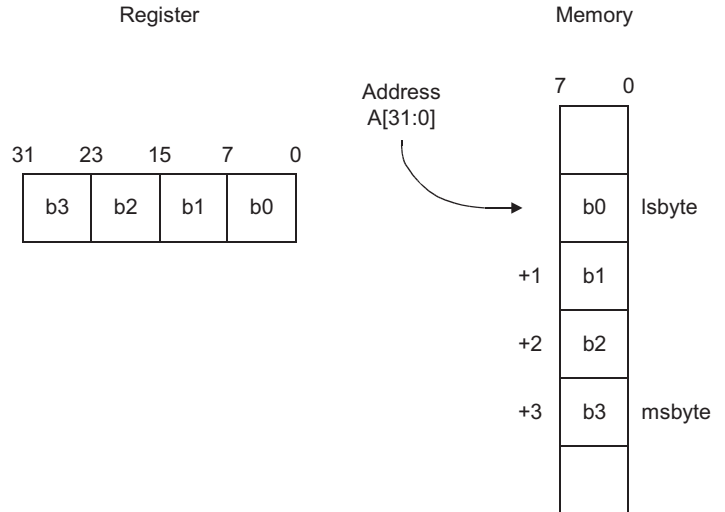 Register
Memory
Address
A[31:0]
7 0
31 23 15 7 0
b3 b2 b1 b0
b0 lsbyte
+1 b1
+2 b2
+3 b3 msbyte